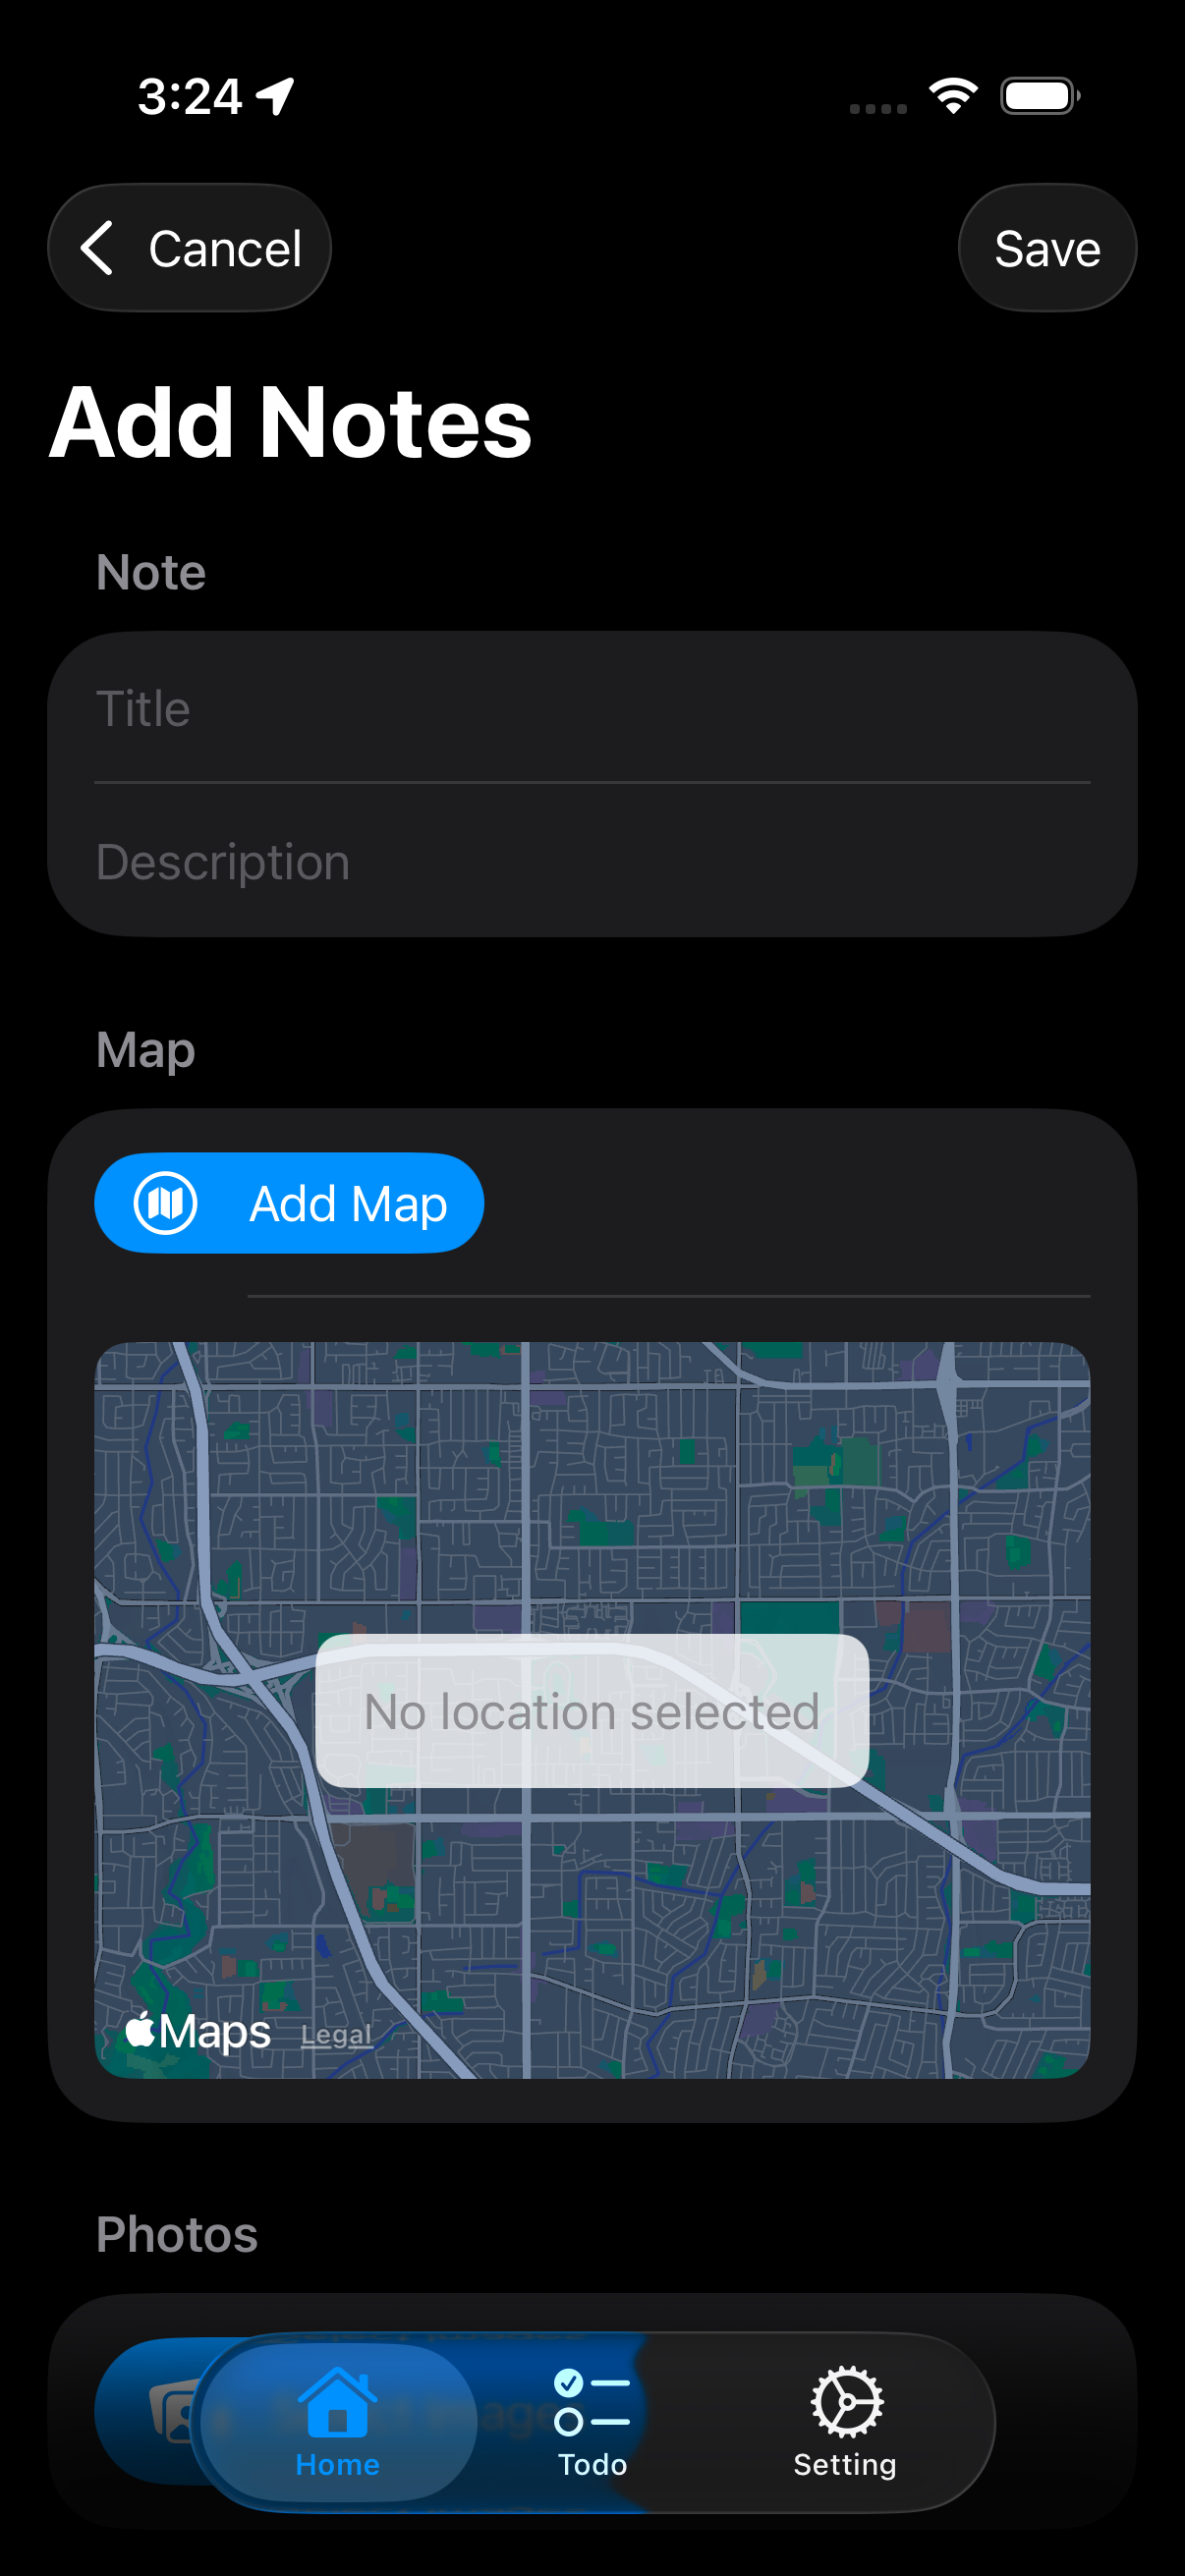 3:24
Cancel
Save
Add Notes
Note
Title
Description
Map
Add Map
No location selected
Maps Legal
Photos
Home
Todo
Setting